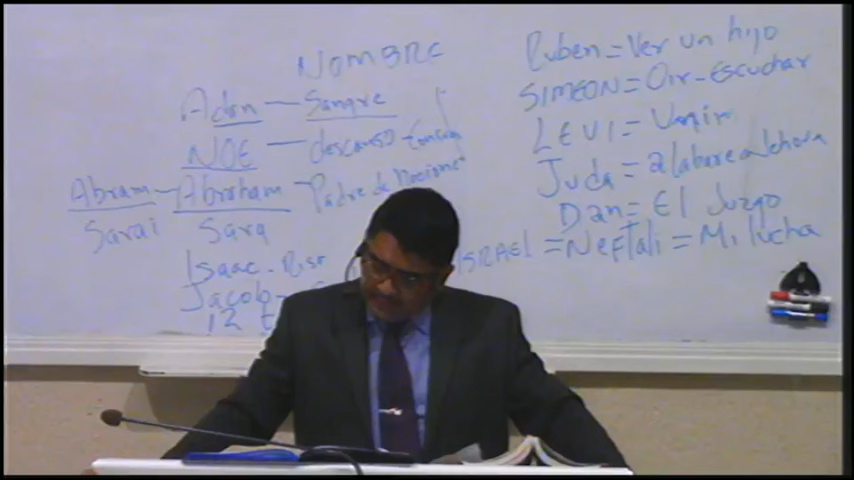 NOMBRE
Adan — Sangre
NOE — descanso -
Abram — Abraham - Padre de Naciones
Sarai Sara
Isaac - Risa
Jacob -
12
Ruben = Ver un hijo
SIMEON = Oir - Escuchar
LEVI = Unir
Juda = alabare a Jehova
Dan = El Juzgo
ISRAEL = Neftali = Mi lucha